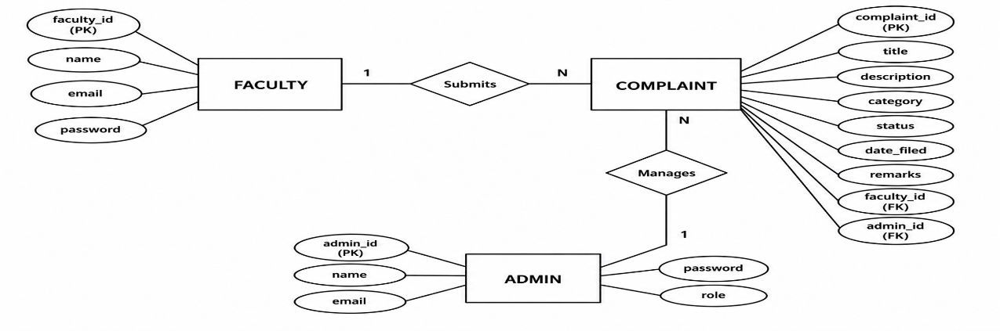 faculty_id
(PK)
name
email
password
FACULTY
1
Submits
N
COMPLAINT
complaint_id
(PK)
title
description
category
status
date_filed
remarks
faculty_id
(FK)
admin_id
(FK)
N
Manages
1
admin_id
(PK)
name
email
ADMIN
password
role